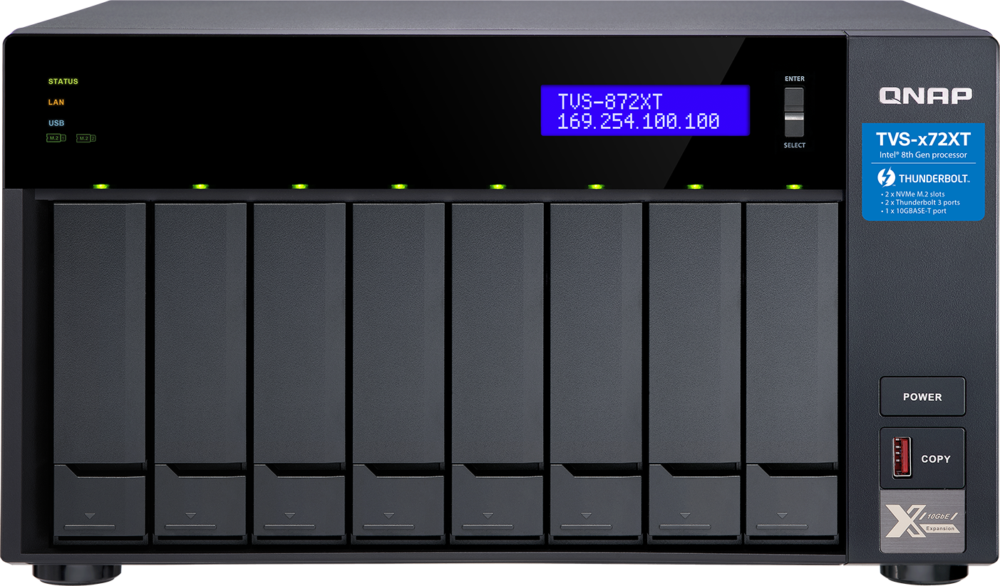 STATUS
LAN
USB
M.2 1
M.2 2
TVS-872XT
169.254.100.100
ENTER
SELECT
QNAP
TVS-x72XT
Intel® 8th Gen processor
THUNDERBOLT™
• 2 x NVMe M.2 slots
• 2 x Thunderbolt 3 ports
• 1 x 10GBASE-T port
POWER
COPY
X 10GbE
Expansion